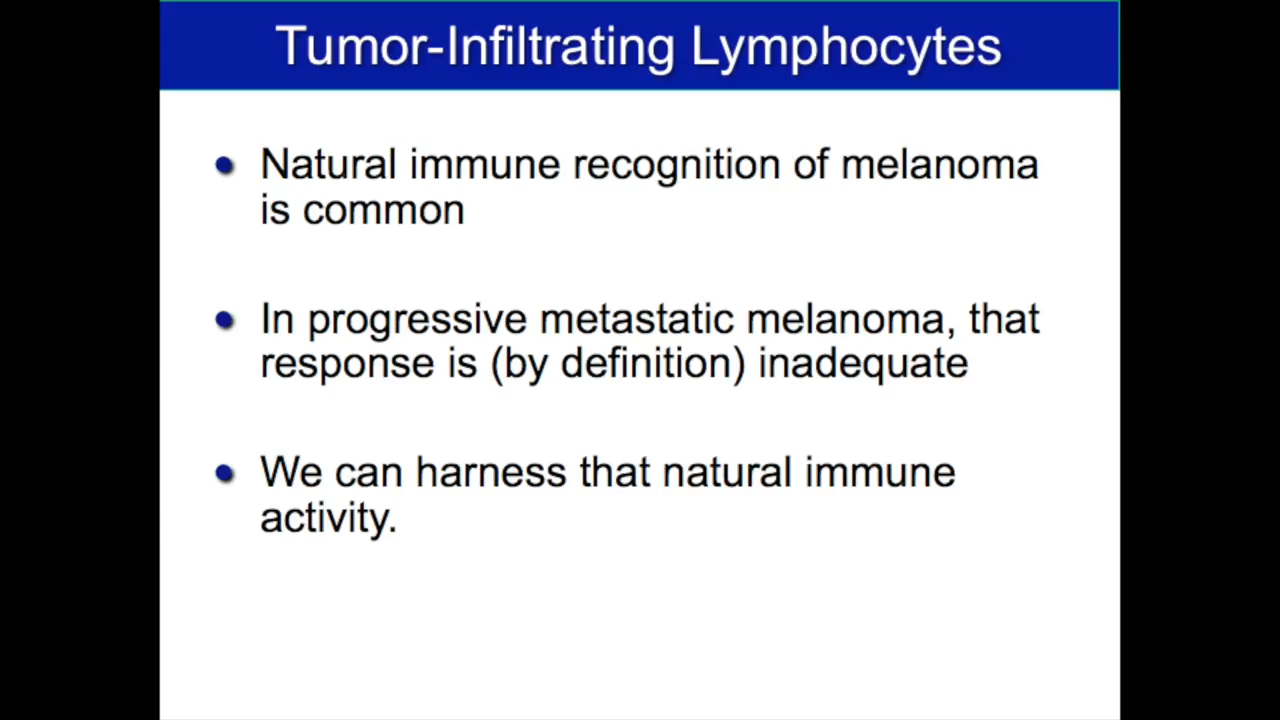 Tumor-Infiltrating Lymphocytes
Natural immune recognition of melanoma
is common
In progressive metastatic melanoma, that
response is (by definition) inadequate
We can harness that natural immune
activity.